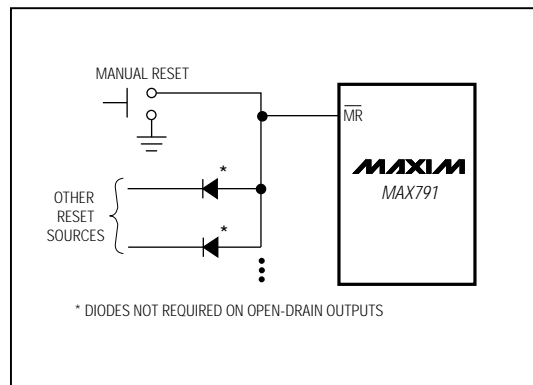 MANUAL RESET
MR
MAXIM
MAX791
*
OTHER
RESET
SOURCES
*
* DIODES NOT REQUIRED ON OPEN-DRAIN OUTPUTS